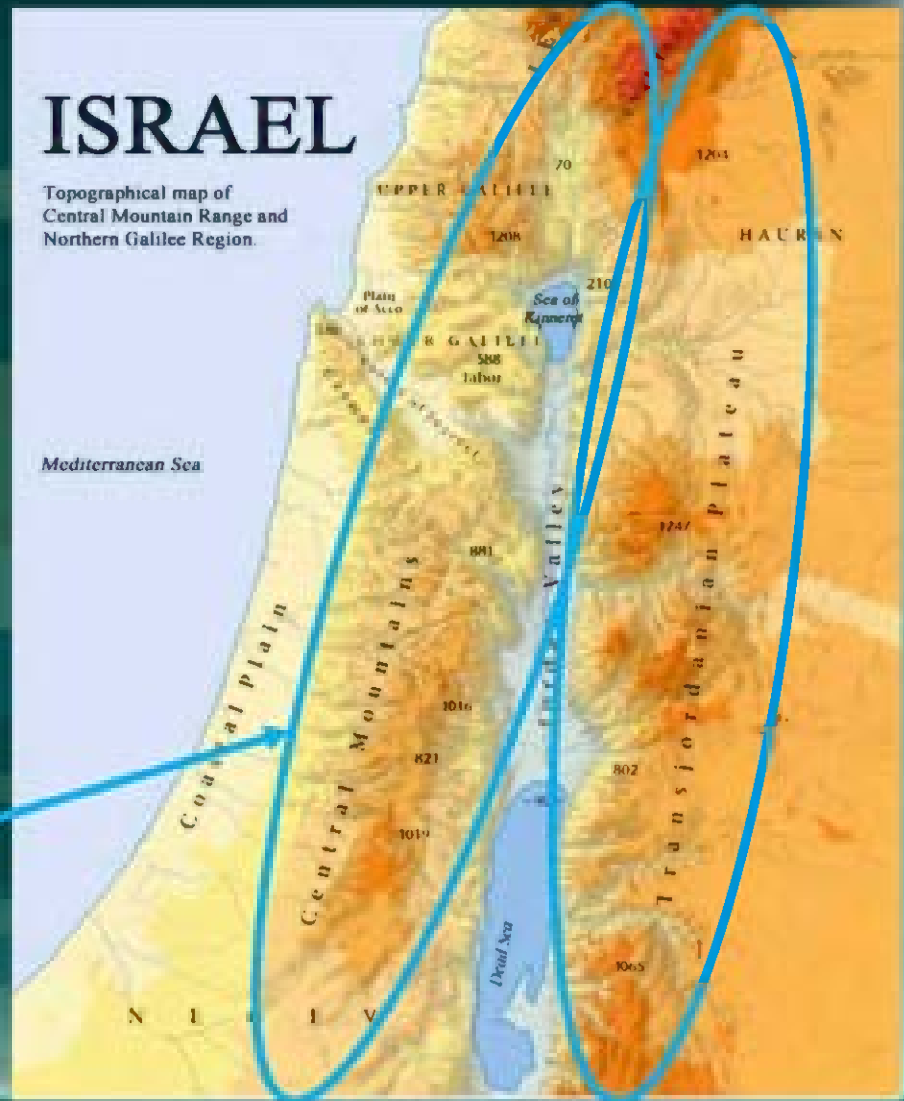 ISRAEL
Topographical map of
Central Mountain Range and
Northern Galilee Region.
70
1204
UPPER GALILEE
1208
HAURAN
210
Plain
of Acco
Sea of
Kinneret
GALILEE
588
Tabor
Mediterranean Sea
1247
881
Jordan Valley
Transjordanian Plateau
Coastal Plain
Central Mountains
1016
821
802
1019
Dead Sea
1065